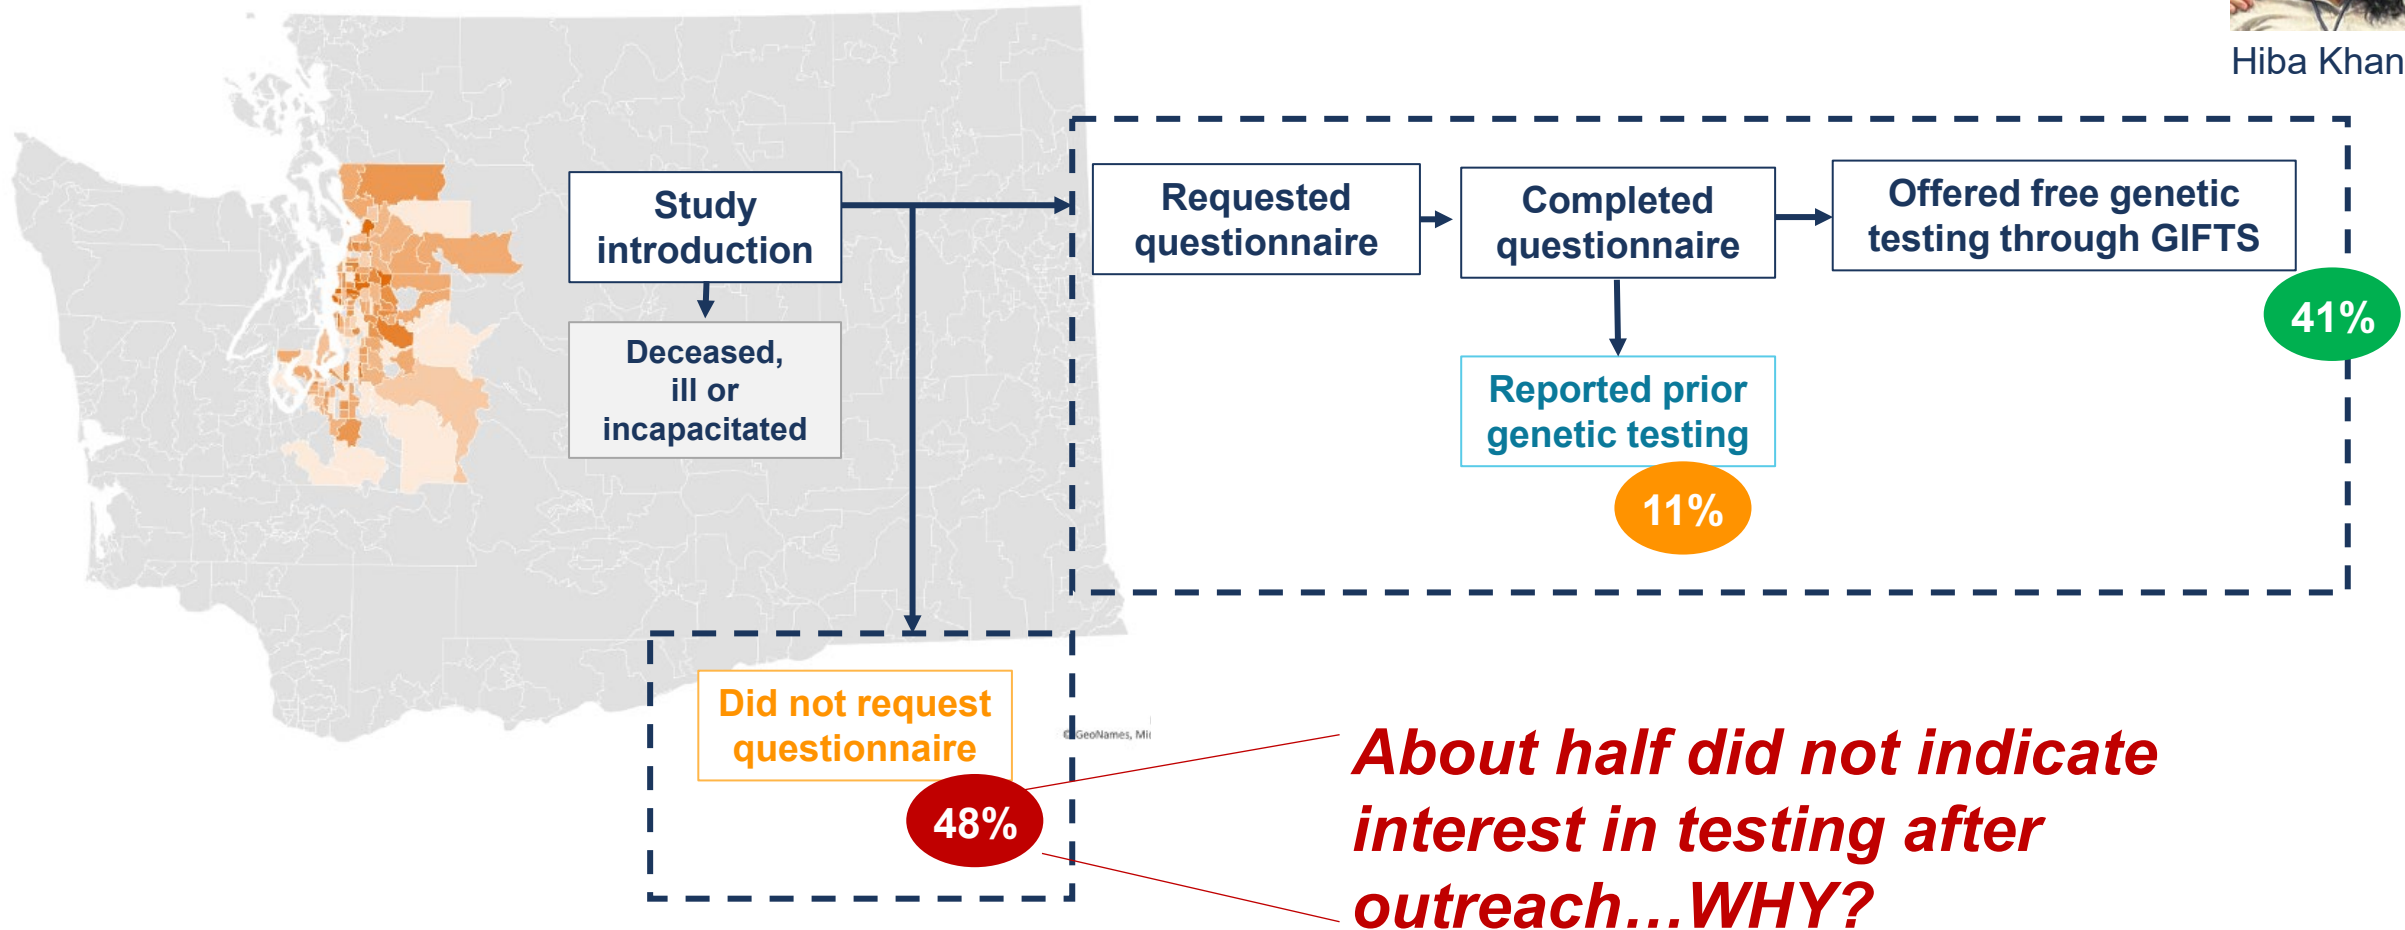 Hiba Khan
Study
introduction
Deceased,
ill or
incapacitated
Requested
questionnaire
Completed
questionnaire
Offered free genetic
testing through GIFTS
41%
Reported prior
genetic testing
11%
Did not request
questionnaire
48%
© GeoNames,
About half did not indicate
interest in testing after
outreach…WHY?